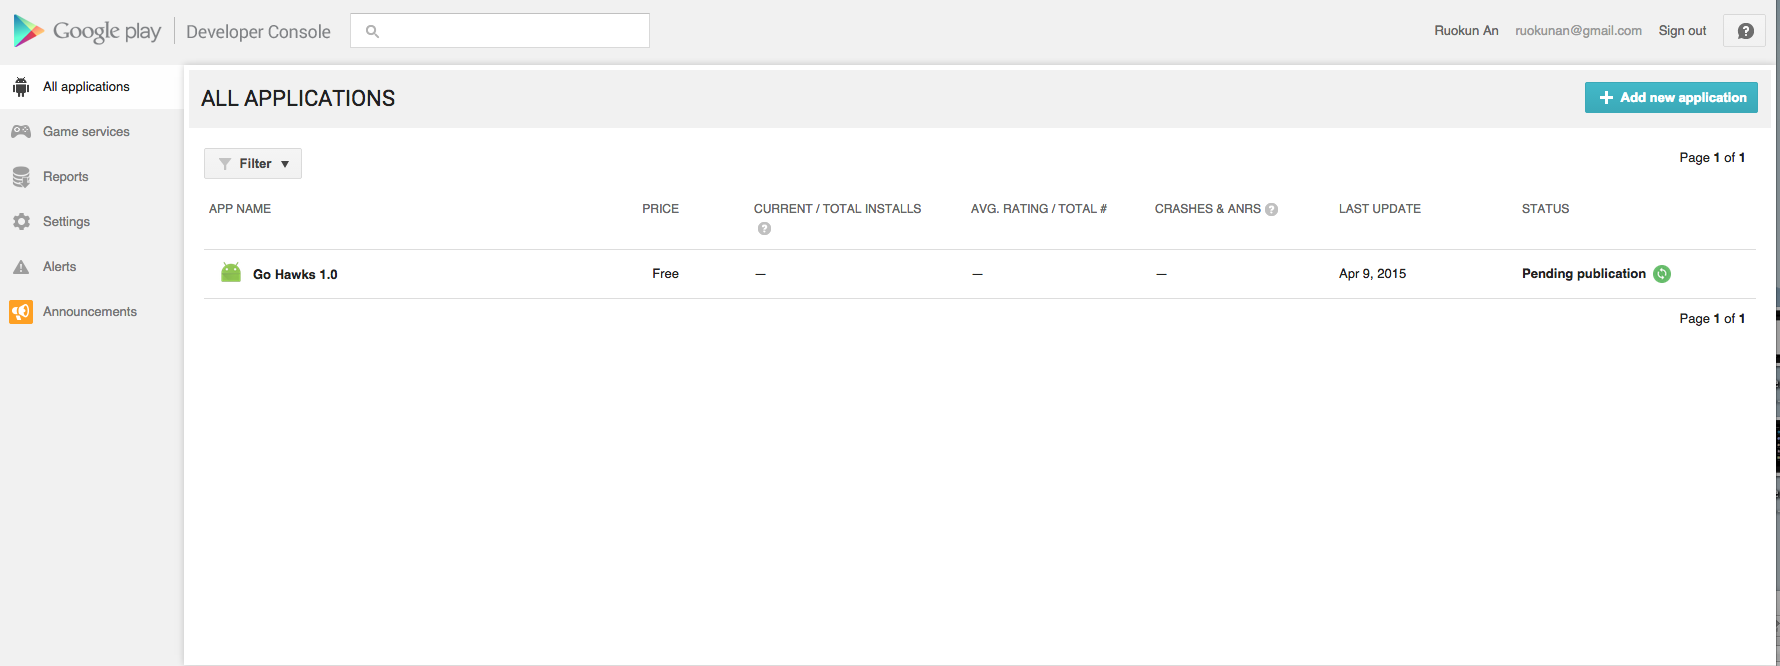 Google play Developer Console
Ruokun An ruokunan@gmail.com Sign out
All applications
Game services
Reports
Settings
Alerts
Announcements
ALL APPLICATIONS
+ Add new application
Filter
Page 1 of 1
APP NAME PRICE CURRENT / TOTAL INSTALLS AVG. RATING / TOTAL # CRASHES & ANRS ? LAST UPDATE STATUS
?
Go Hawks 1.0 Free — — — Apr 9, 2015 Pending publication
Page 1 of 1